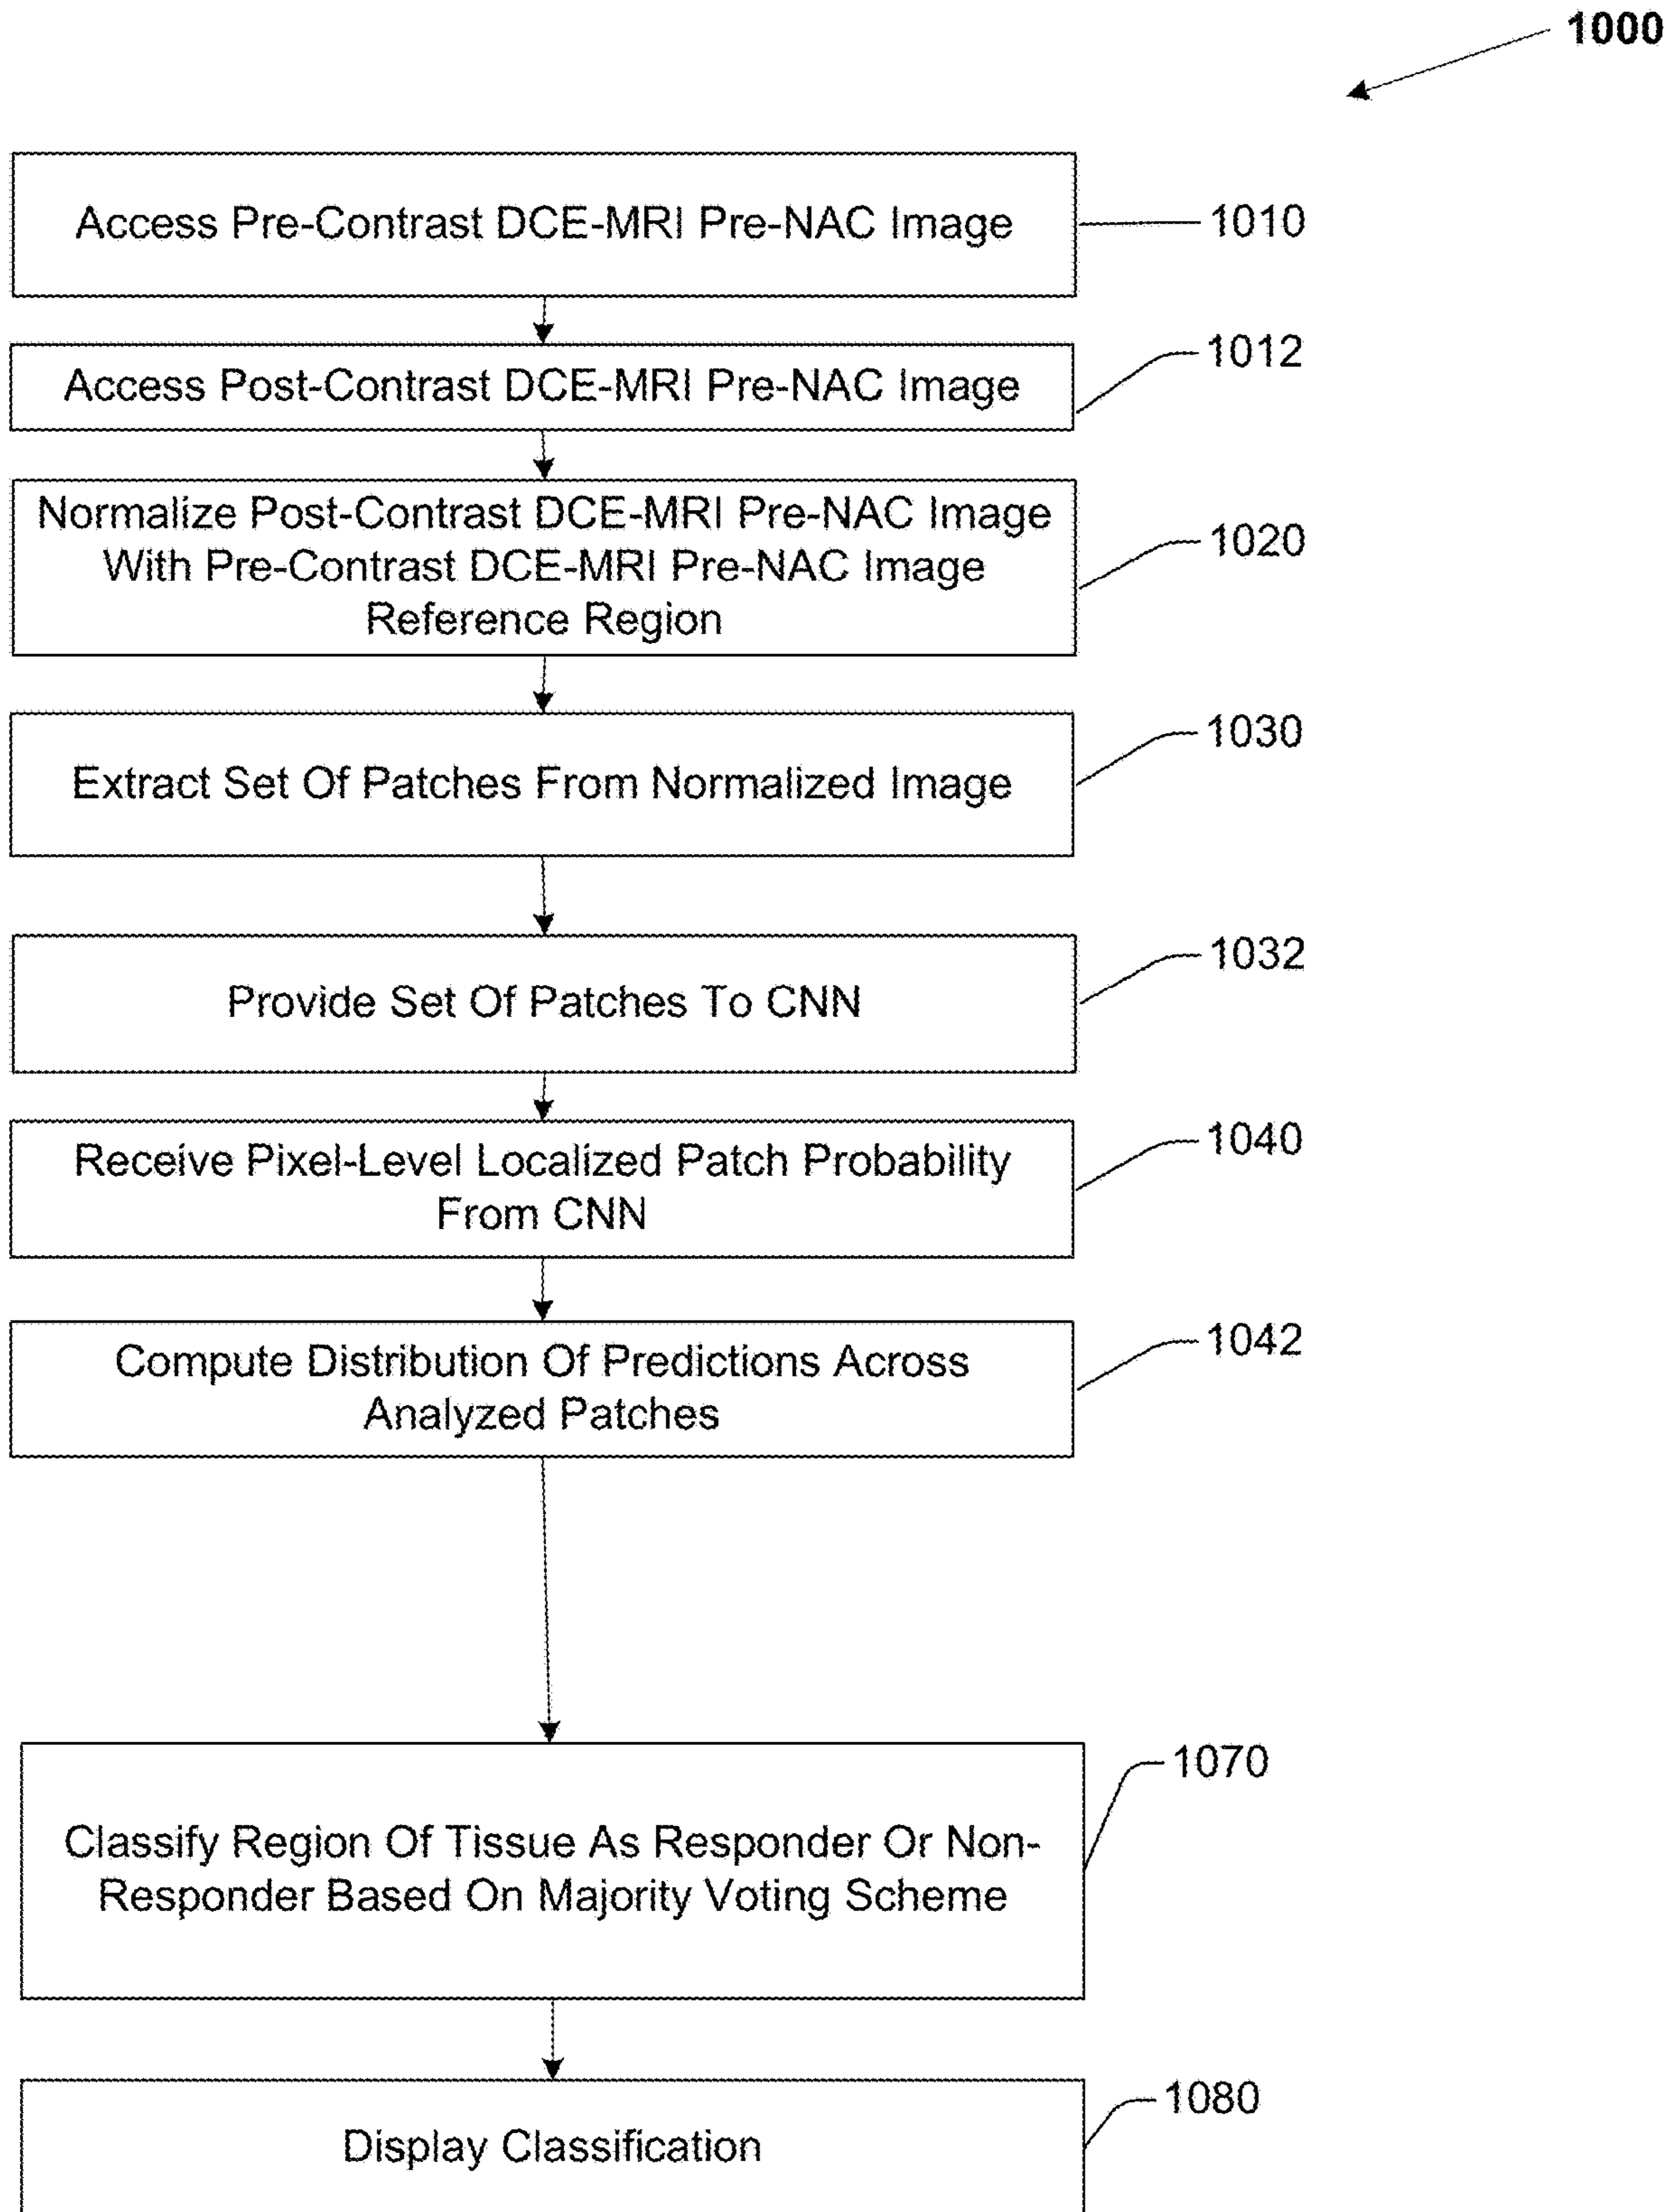 1000
Access Pre-Contrast DCE-MRI Pre-NAC Image
1010
Access Post-Contrast DCE-MRI Pre-NAC Image
1012
Normalize Post-Contrast DCE-MRI Pre-NAC Image
With Pre-Contrast DCE-MRI Pre-NAC Image
Reference Region
1020
Extract Set Of Patches From Normalized Image
1030
Provide Set Of Patches To CNN
1032
Receive Pixel-Level Localized Patch Probability
From CNN
1040
Compute Distribution Of Predictions Across
Analyzed Patches
1042
Classify Region Of Tissue As Responder Or Non-
Responder Based On Majority Voting Scheme
1070
Display Classification
1080